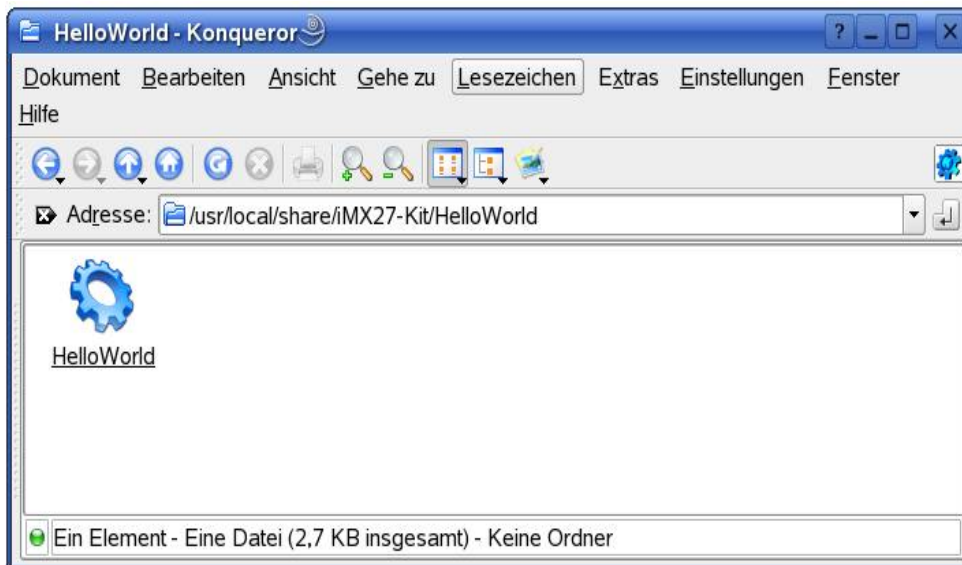 HelloWorld - Konqueror
Dokument Bearbeiten Ansicht Gehe zu Lesezeichen Extras Einstellungen Fenster
Hilfe
Adresse: /usr/local/share/iMX27-Kit/HelloWorld
HelloWorld
Ein Element - Eine Datei (2,7 KB insgesamt) - Keine Ordner